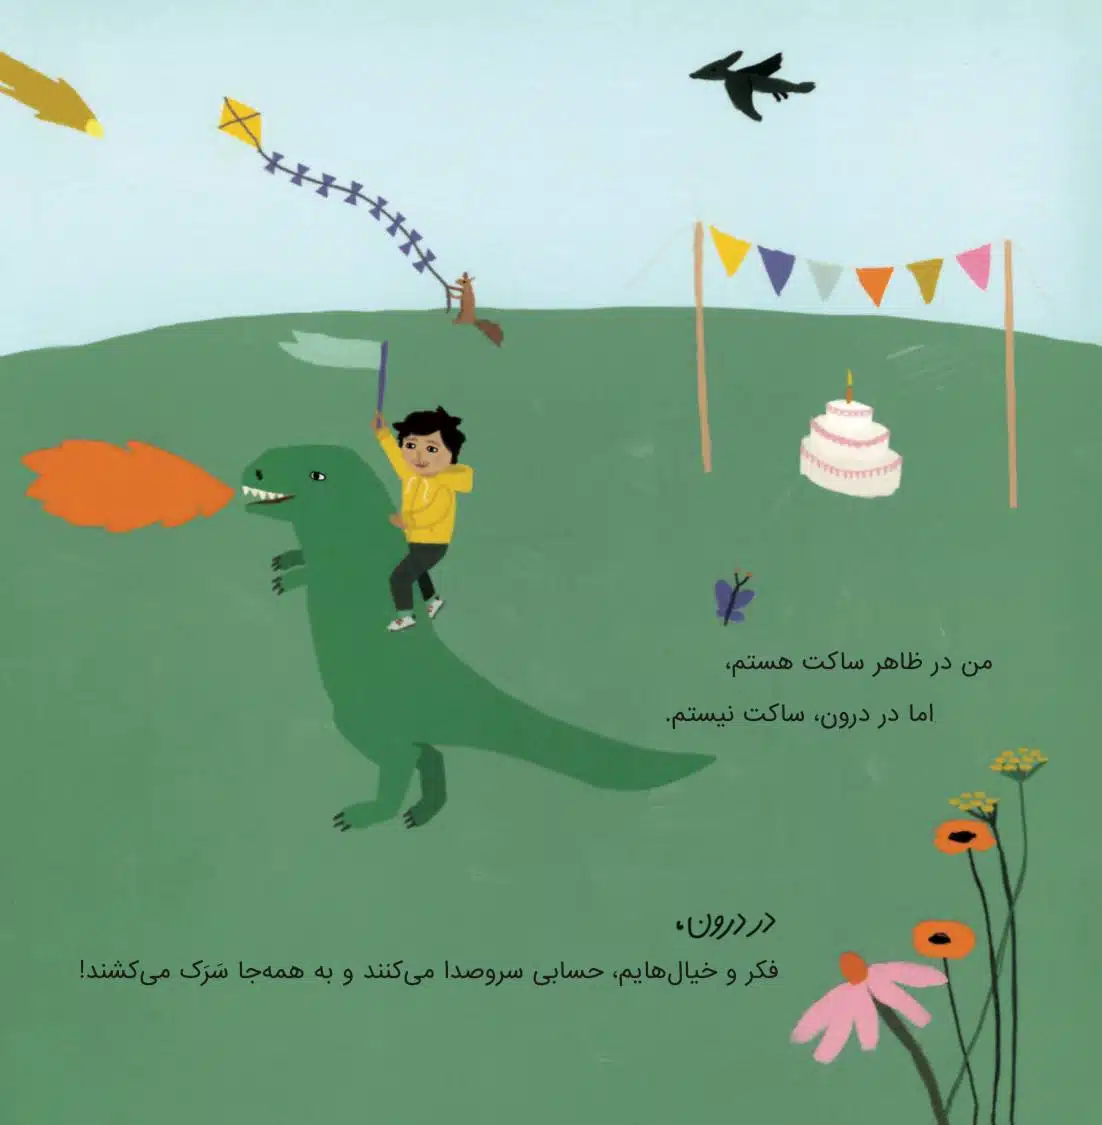 من در ظاهر ساکت هستم،
اما در درون، ساکت نیستم.
در درون،
فکر و خیال‌هایم، حسابی سروصدا می‌کنند و به همه‌جا سَرَک می‌کشند!